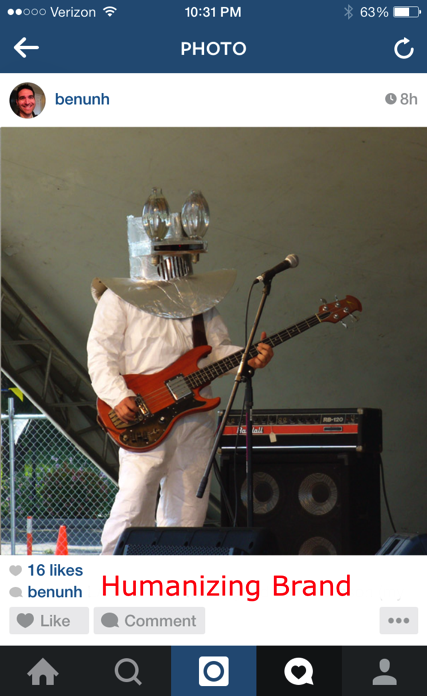 Verizon 10:31 PM 63%
PHOTO
benunh 8h
RB-120
16 likes
benunh
Humanizing Brand
Like Comment